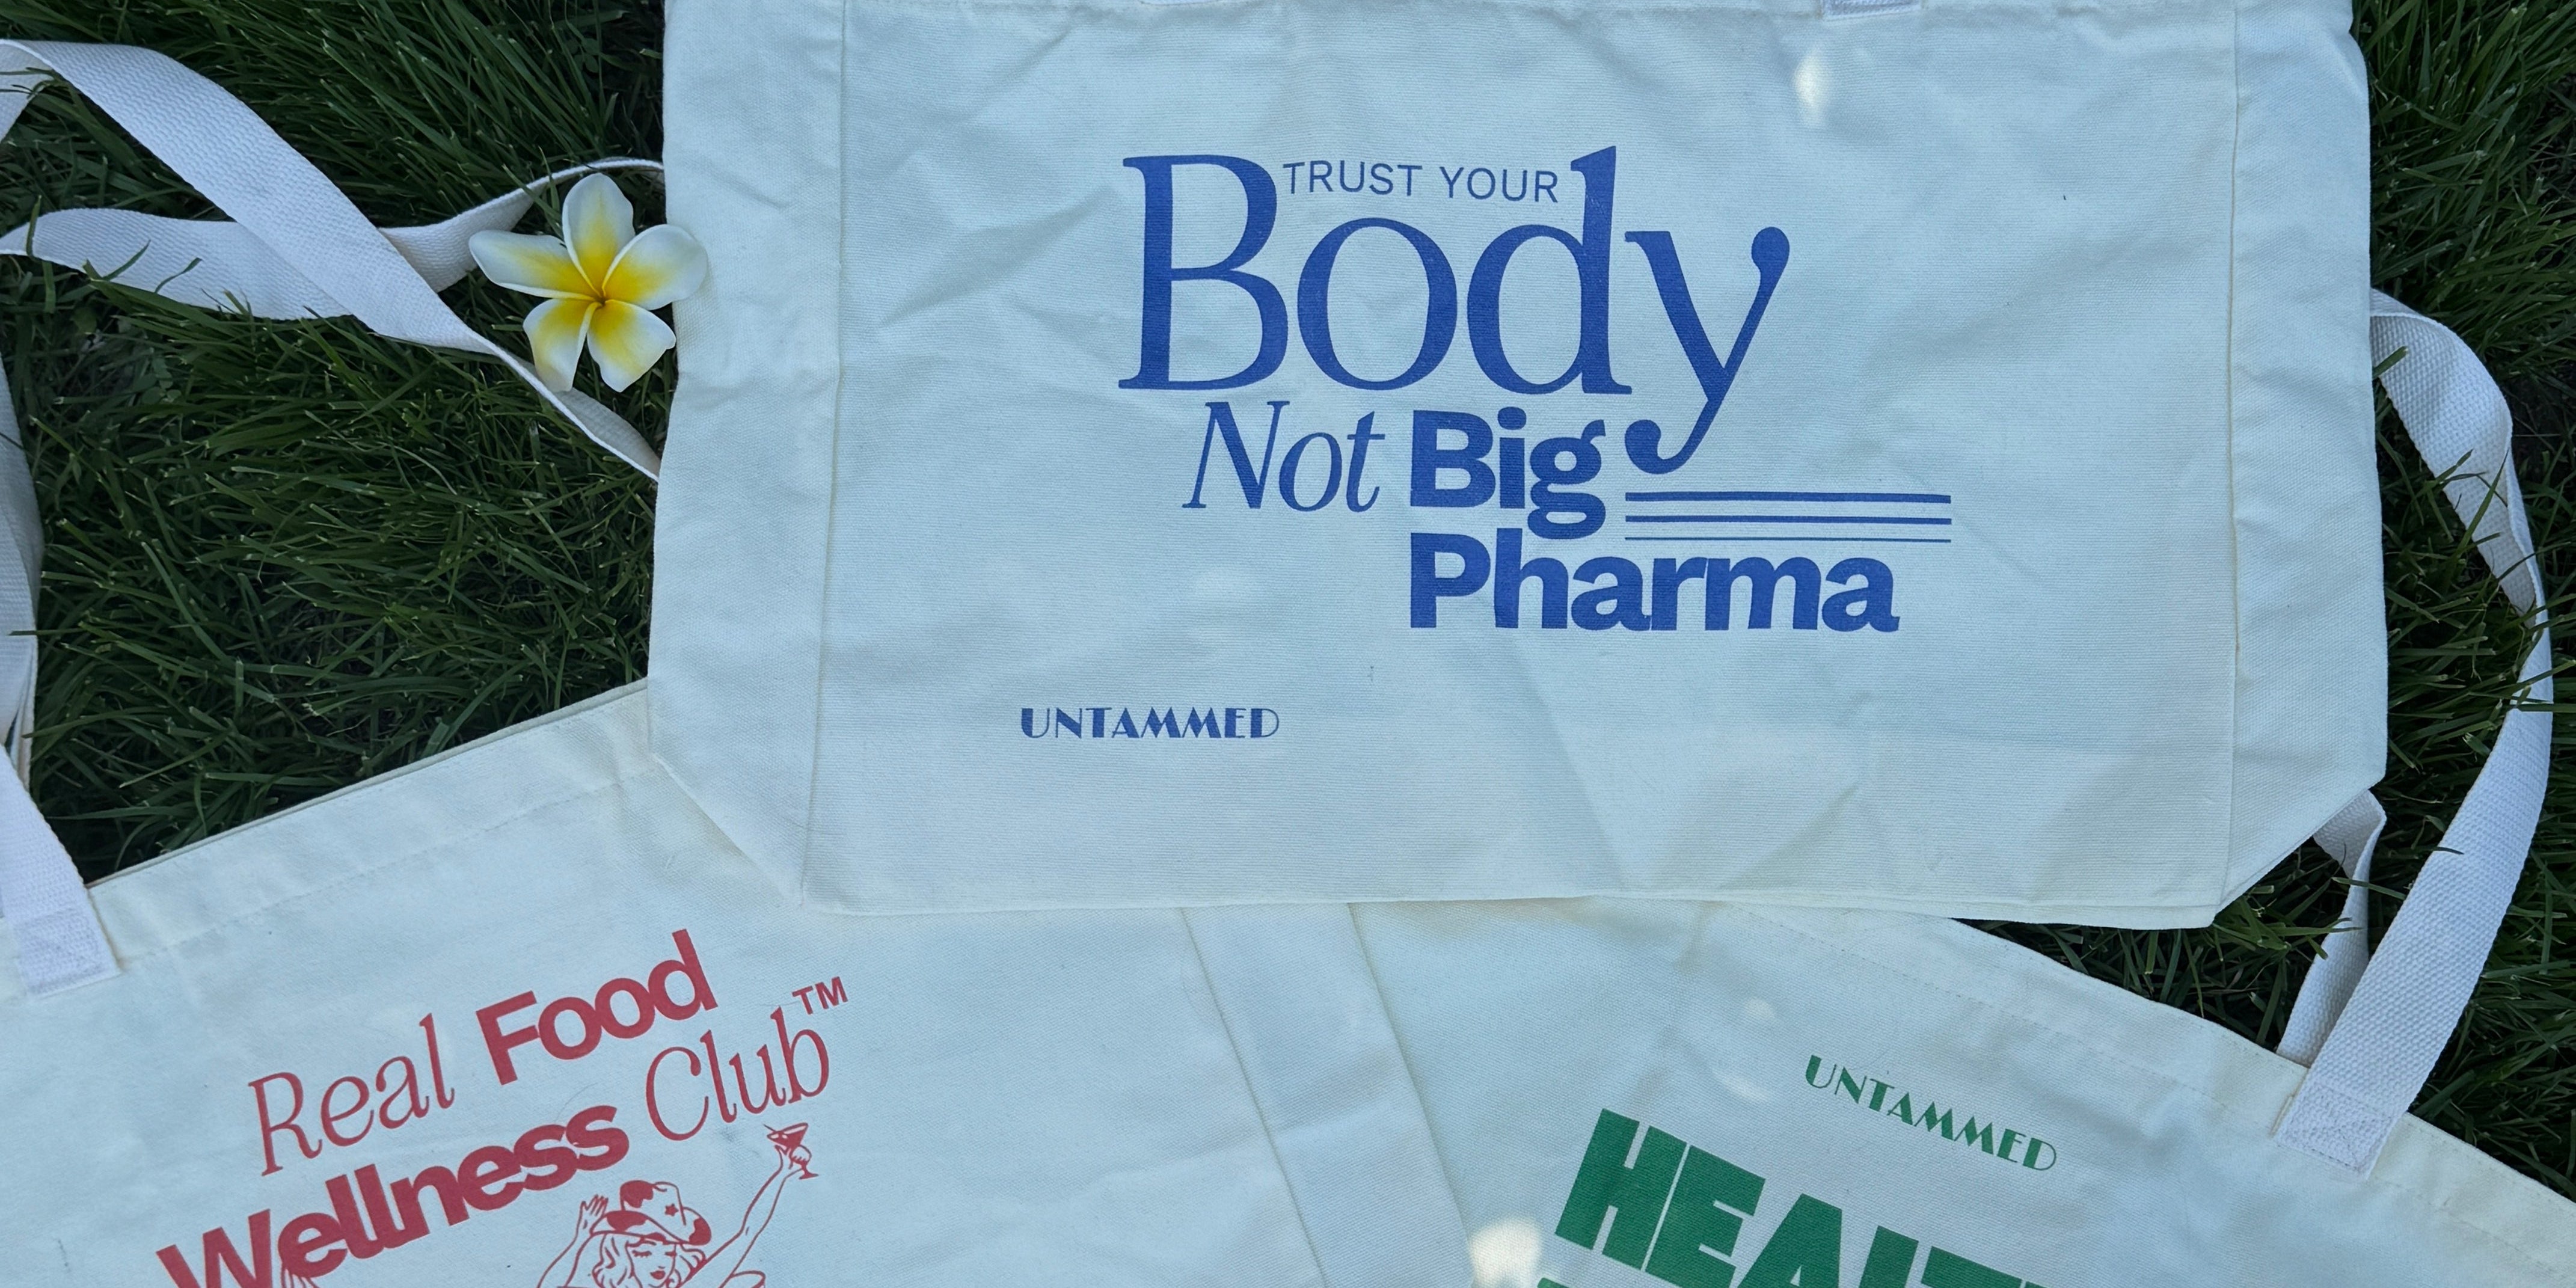 TRUST YOUR
Body
Not Big
Pharma
UNTAMMED
Real Food
Club™
Wellness
UNTAMMED